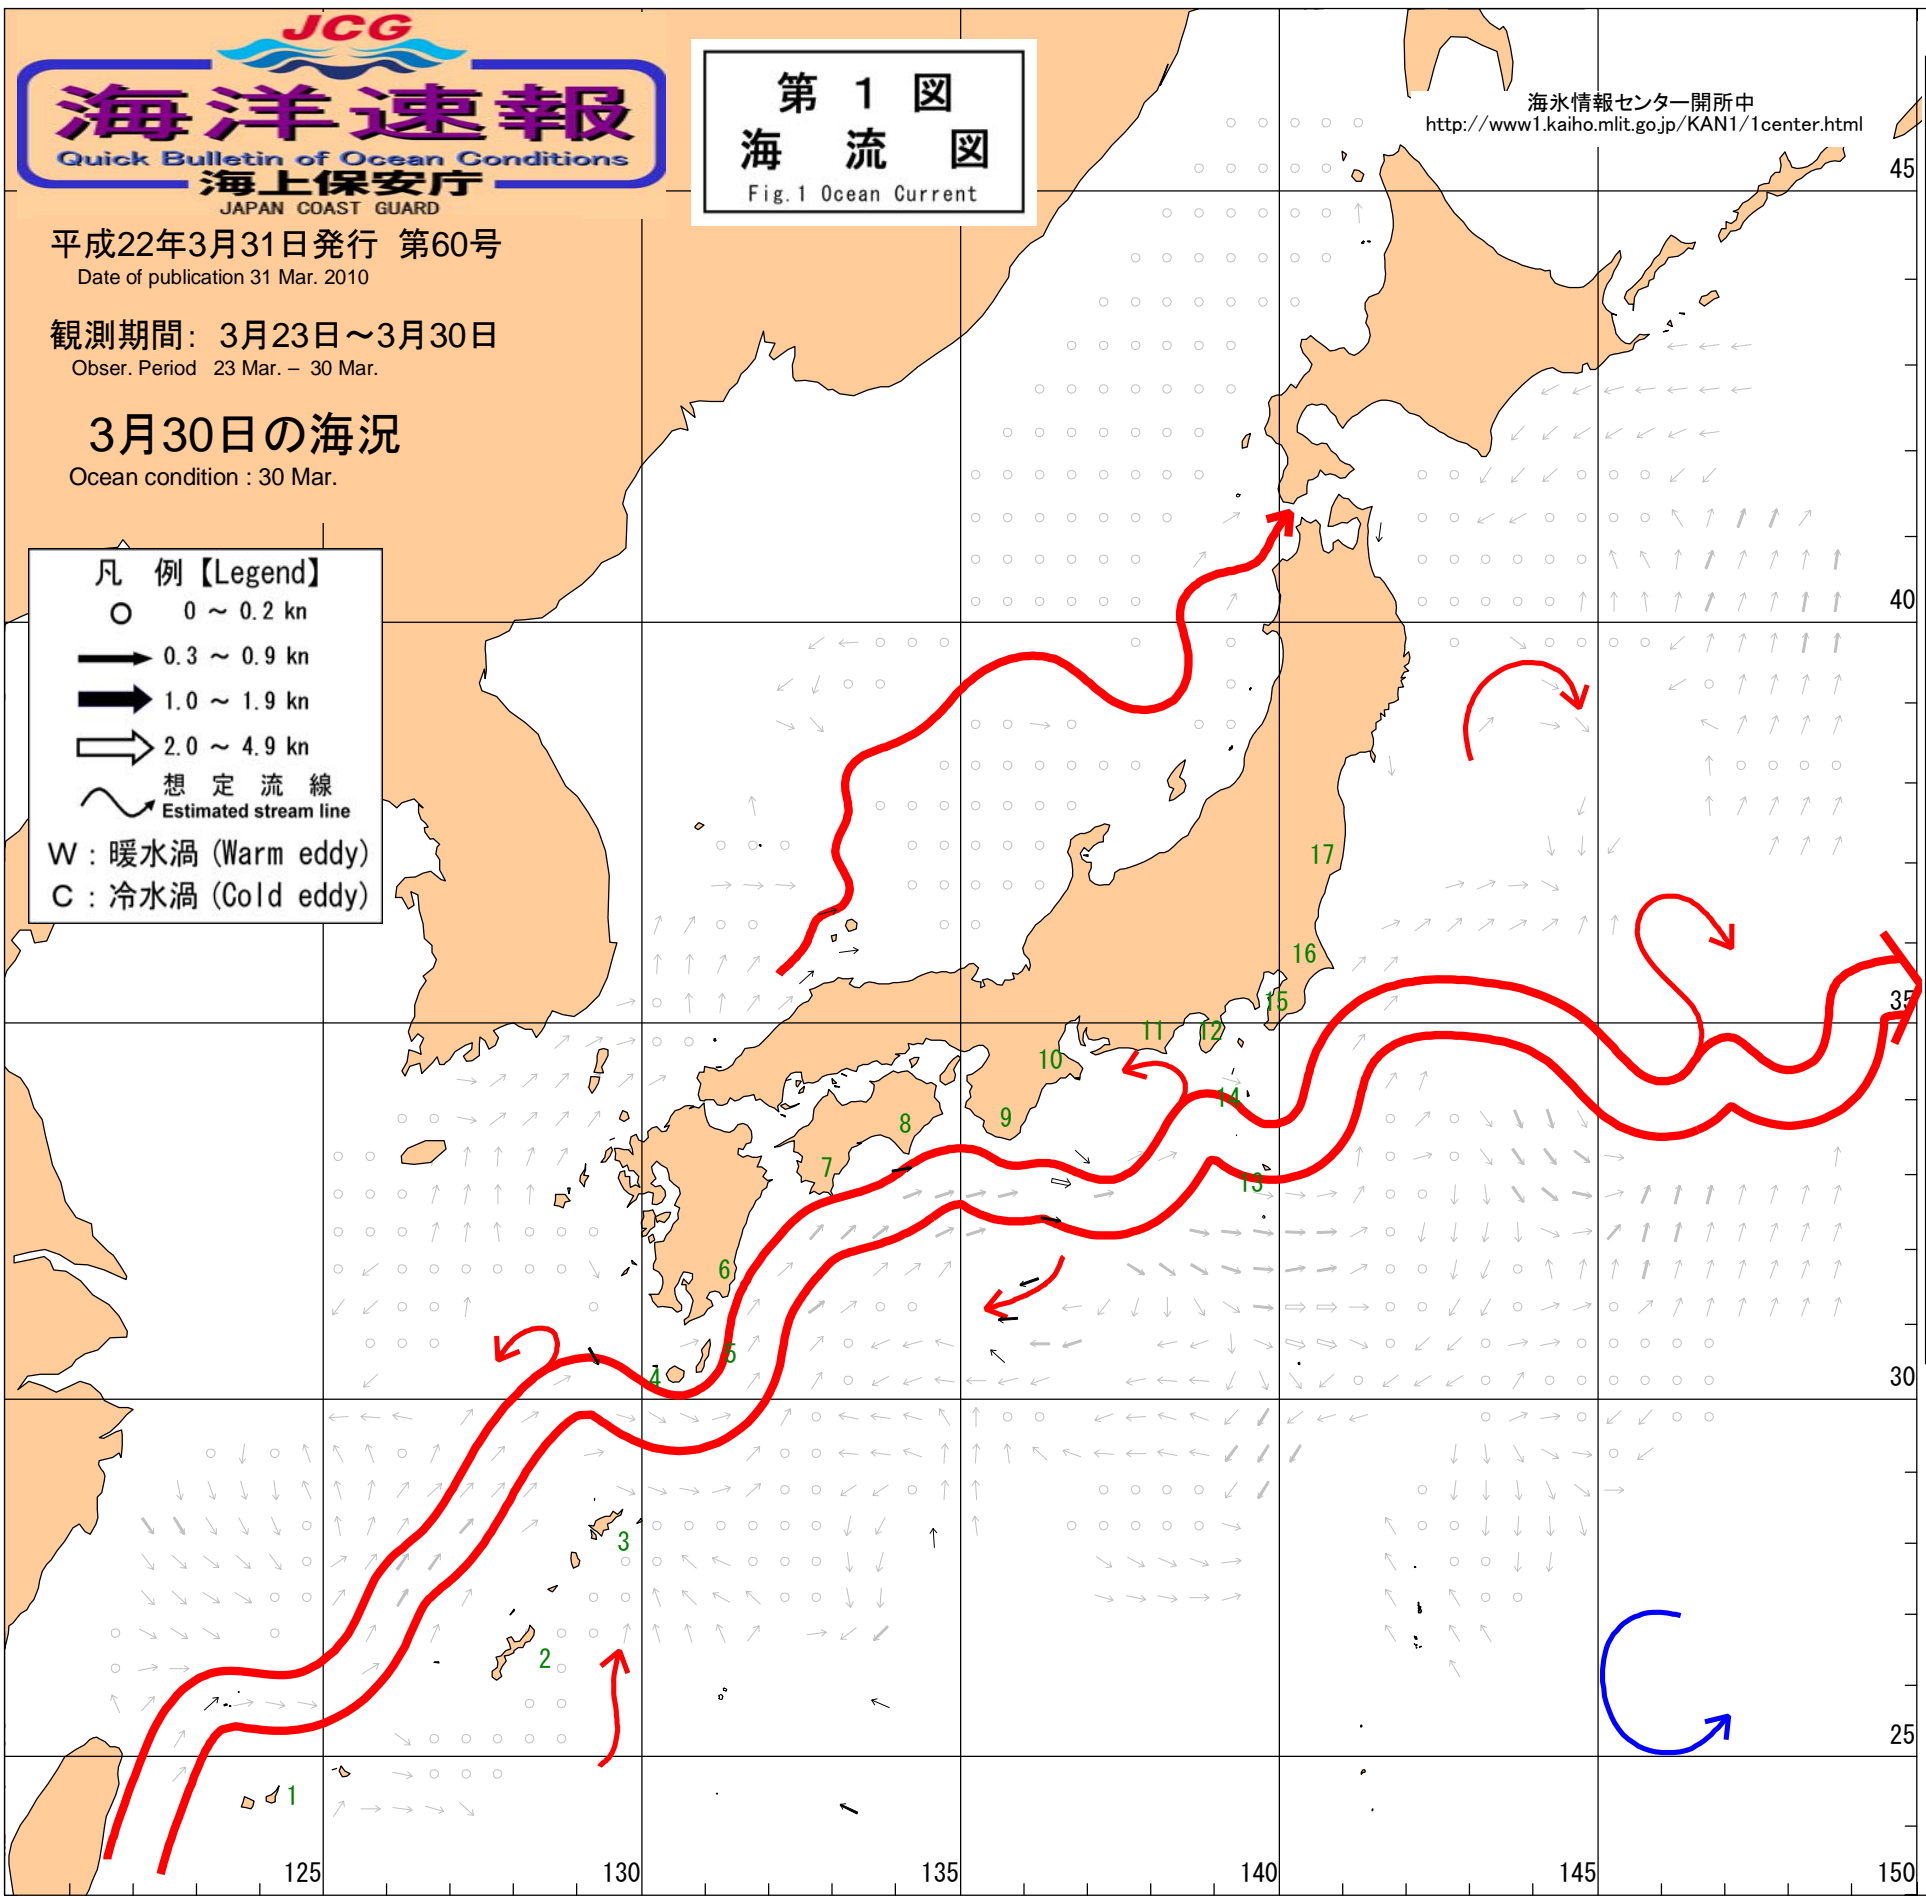 JCG
海洋速報
Quick Bulletin of Ocean Conditions
海上保安庁
JAPAN COAST GUARD
第 1 図
海 流 図
Fig.1 Ocean Current
海氷情報センター開所中
http://www1.kaiho.mlit.go.jp/KAN1/1center.html
平成22年3月31日発行 第60号
Date of publication 31 Mar. 2010
観測期間: 3月23日～3月30日
Obser. Period 23 Mar. – 30 Mar.
3月30日の海況
Ocean condition : 30 Mar.
凡 例【Legend】
0 ～ 0.2 kn
0.3 ～ 0.9 kn
1.0 ～ 1.9 kn
2.0 ～ 4.9 kn
想 定 流 線
Estimated stream line
W : 暖水渦 (Warm eddy)
C : 冷水渦 (Cold eddy)
45
40
35
30
25
17
16
15
11
12
10
14
9
8
7
13
6
5
4
3
2
1
125
130
135
140
145
150